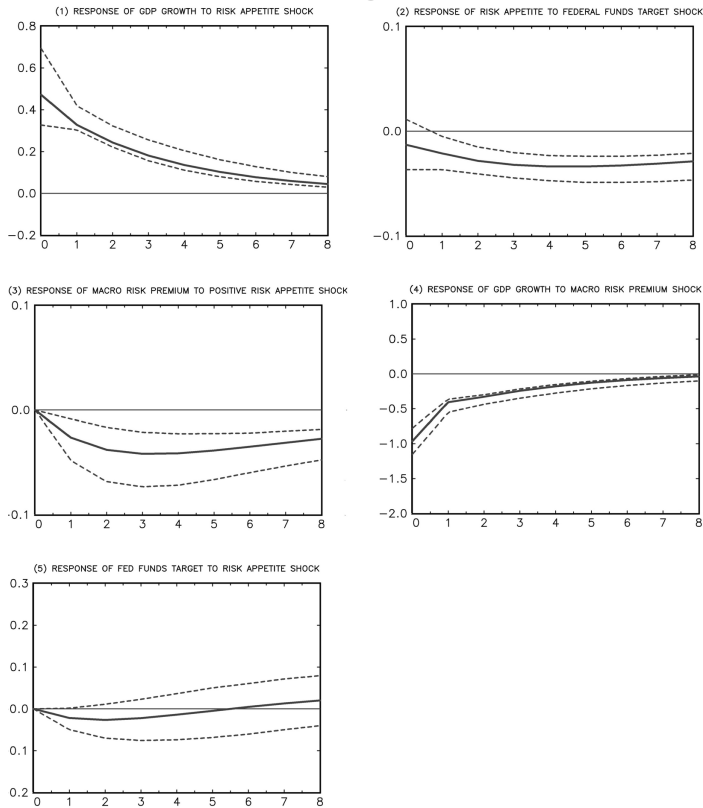 (1) RESPONSE OF GDP GROWTH TO RISK APPETITE SHOCK
0.8
0.6
0.4
0.2
0.0
−0.2
0 1 2 3 4 5 6 7 8
(2) RESPONSE OF RISK APPETITE TO FEDERAL FUNDS TARGET SHOCK
0.1
0.0
−0.1
0 1 2 3 4 5 6 7 8
(3) RESPONSE OF MACRO RISK PREMIUM TO POSITIVE RISK APPETITE SHOCK
0.1
0.0
-0.1
0 1 2 3 4 5 6 7 8
(4) RESPONSE OF GDP GROWTH TO MACRO RISK PREMIUM SHOCK
1.0
0.5
0.0
−0.5
−1.0
−1.5
−2.0
0 1 2 3 4 5 6 7 8
(5) RESPONSE OF FED FUNDS TARGET TO RISK APPETITE SHOCK
0.3
0.2
0.1
0.0
0.1
0.2
0 1 2 3 4 5 6 7 8